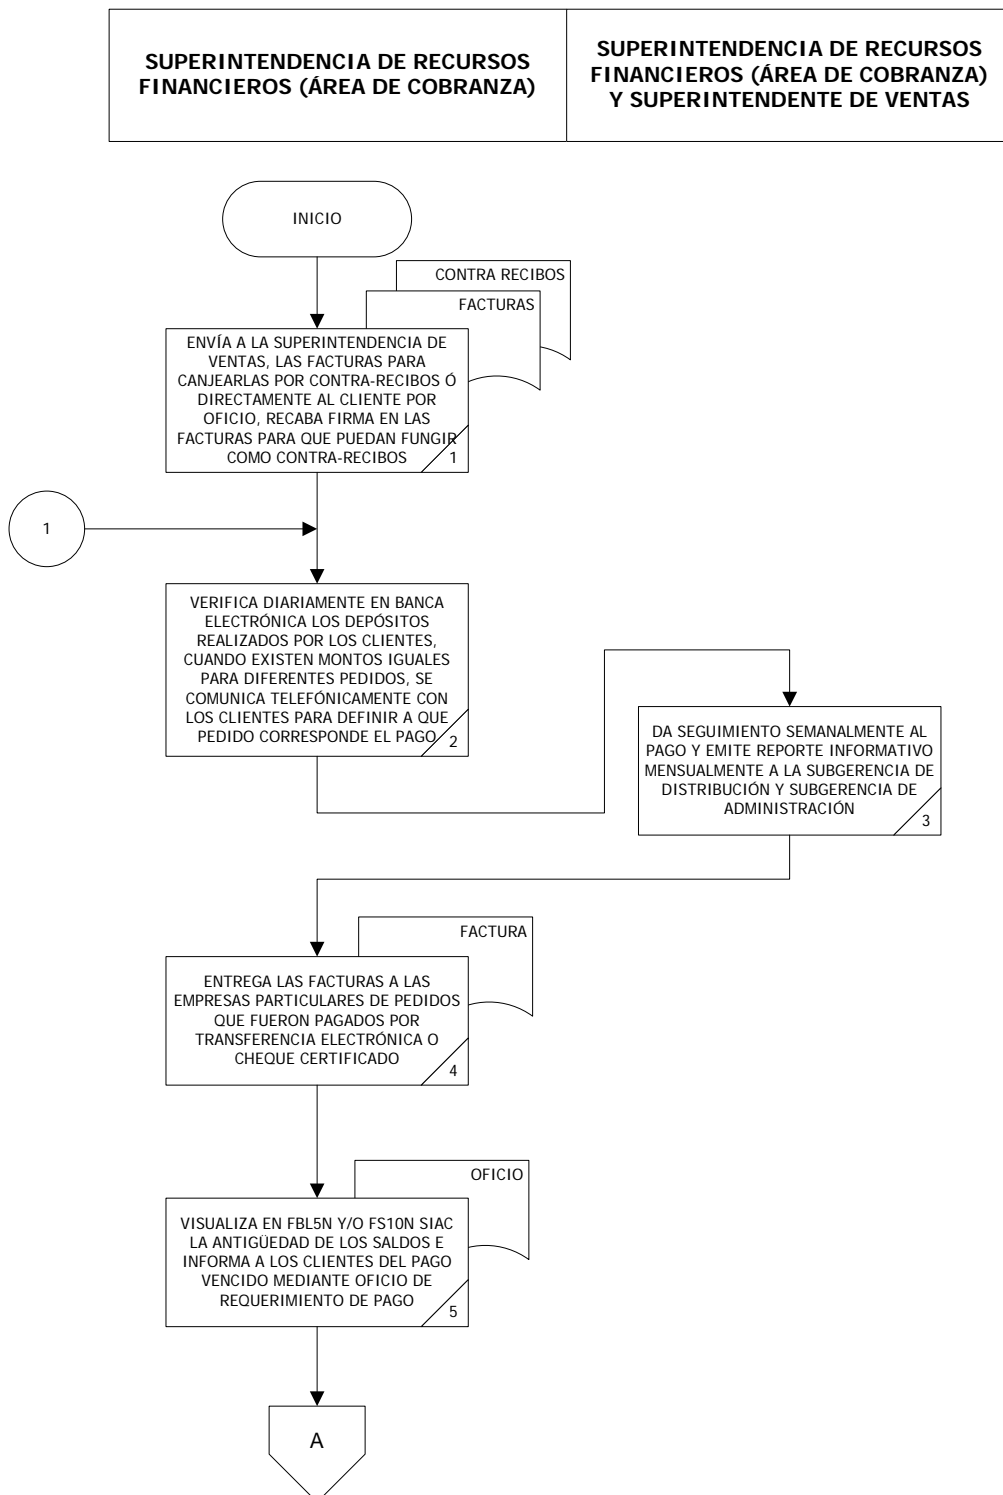 SUPERINTENDENCIA DE RECURSOS
FINANCIEROS (ÁREA DE COBRANZA)
SUPERINTENDENCIA DE RECURSOS
FINANCIEROS (ÁREA DE COBRANZA)
Y SUPERINTENDENTE DE VENTAS
INICIO
CONTRA RECIBOS
FACTURAS
ENVÍA A LA SUPERINTENDENCIA DE
VENTAS, LAS FACTURAS PARA
CANJEARLAS POR CONTRA-RECIBOS Ó
DIRECTAMENTE AL CLIENTE POR
OFICIO, RECABA FIRMA EN LAS
FACTURAS PARA QUE PUEDAN FUNGIR
COMO CONTRA-RECIBOS
1
1
VERIFICA DIARIAMENTE EN BANCA
ELECTRÓNICA LOS DEPÓSITOS
REALIZADOS POR LOS CLIENTES,
CUANDO EXISTEN MONTOS IGUALES
PARA DIFERENTES PEDIDOS, SE
COMUNICA TELEFÓNICAMENTE CON
LOS CLIENTES PARA DEFINIR A QUE
PEDIDO CORRESPONDE EL PAGO
2
DA SEGUIMIENTO SEMANALMENTE AL
PAGO Y EMITE REPORTE INFORMATIVO
MENSUALMENTE A LA SUBGERENCIA DE
DISTRIBUCIÓN Y SUBGERENCIA DE
ADMINISTRACIÓN
3
FACTURA
ENTREGA LAS FACTURAS A LAS
EMPRESAS PARTICULARES DE PEDIDOS
QUE FUERON PAGADOS POR
TRANSFERENCIA ELECTRÓNICA O
CHEQUE CERTIFICADO
4
OFICIO
VISUALIZA EN FBL5N Y/O FS10N SIAC
LA ANTIGÜEDAD DE LOS SALDOS E
INFORMA A LOS CLIENTES DEL PAGO
VENCIDO MEDIANTE OFICIO DE
REQUERIMIENTO DE PAGO
5
A